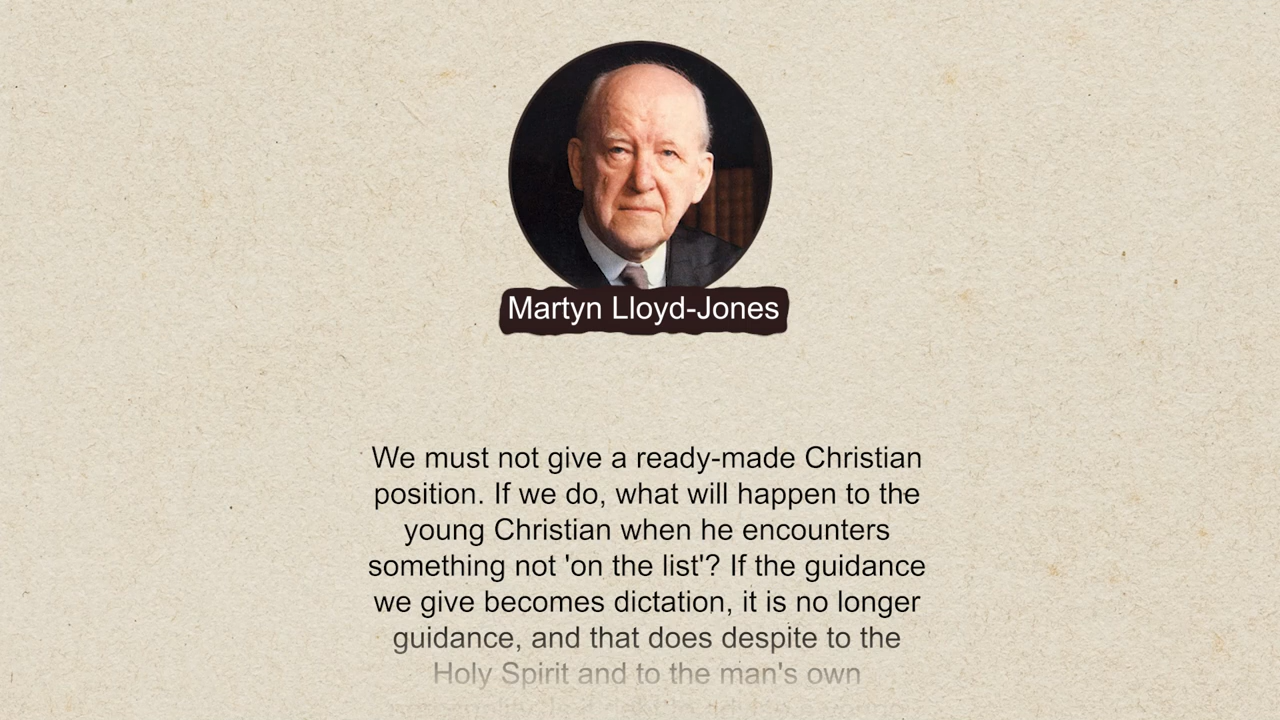 Martyn Lloyd-Jones
We must not give a ready-made Christian
position. If we do, what will happen to the
young Christian when he encounters
something not 'on the list'? If the guidance
we give becomes dictation, it is no longer
guidance, and that does despite to the
Holy Spirit and to the man's own